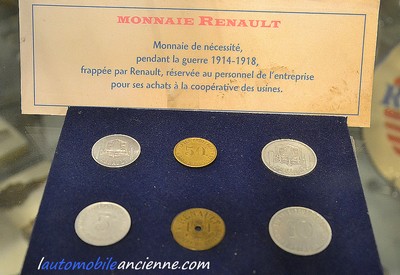 MONNAIE RENAULT
Monnaie de nécessité,
pendant la guerre 1914-1918,
frappée par Renault, réservée au personnel de l'entreprise
pour ses achats à la coopérative des usines.
lautomobileancienne.com